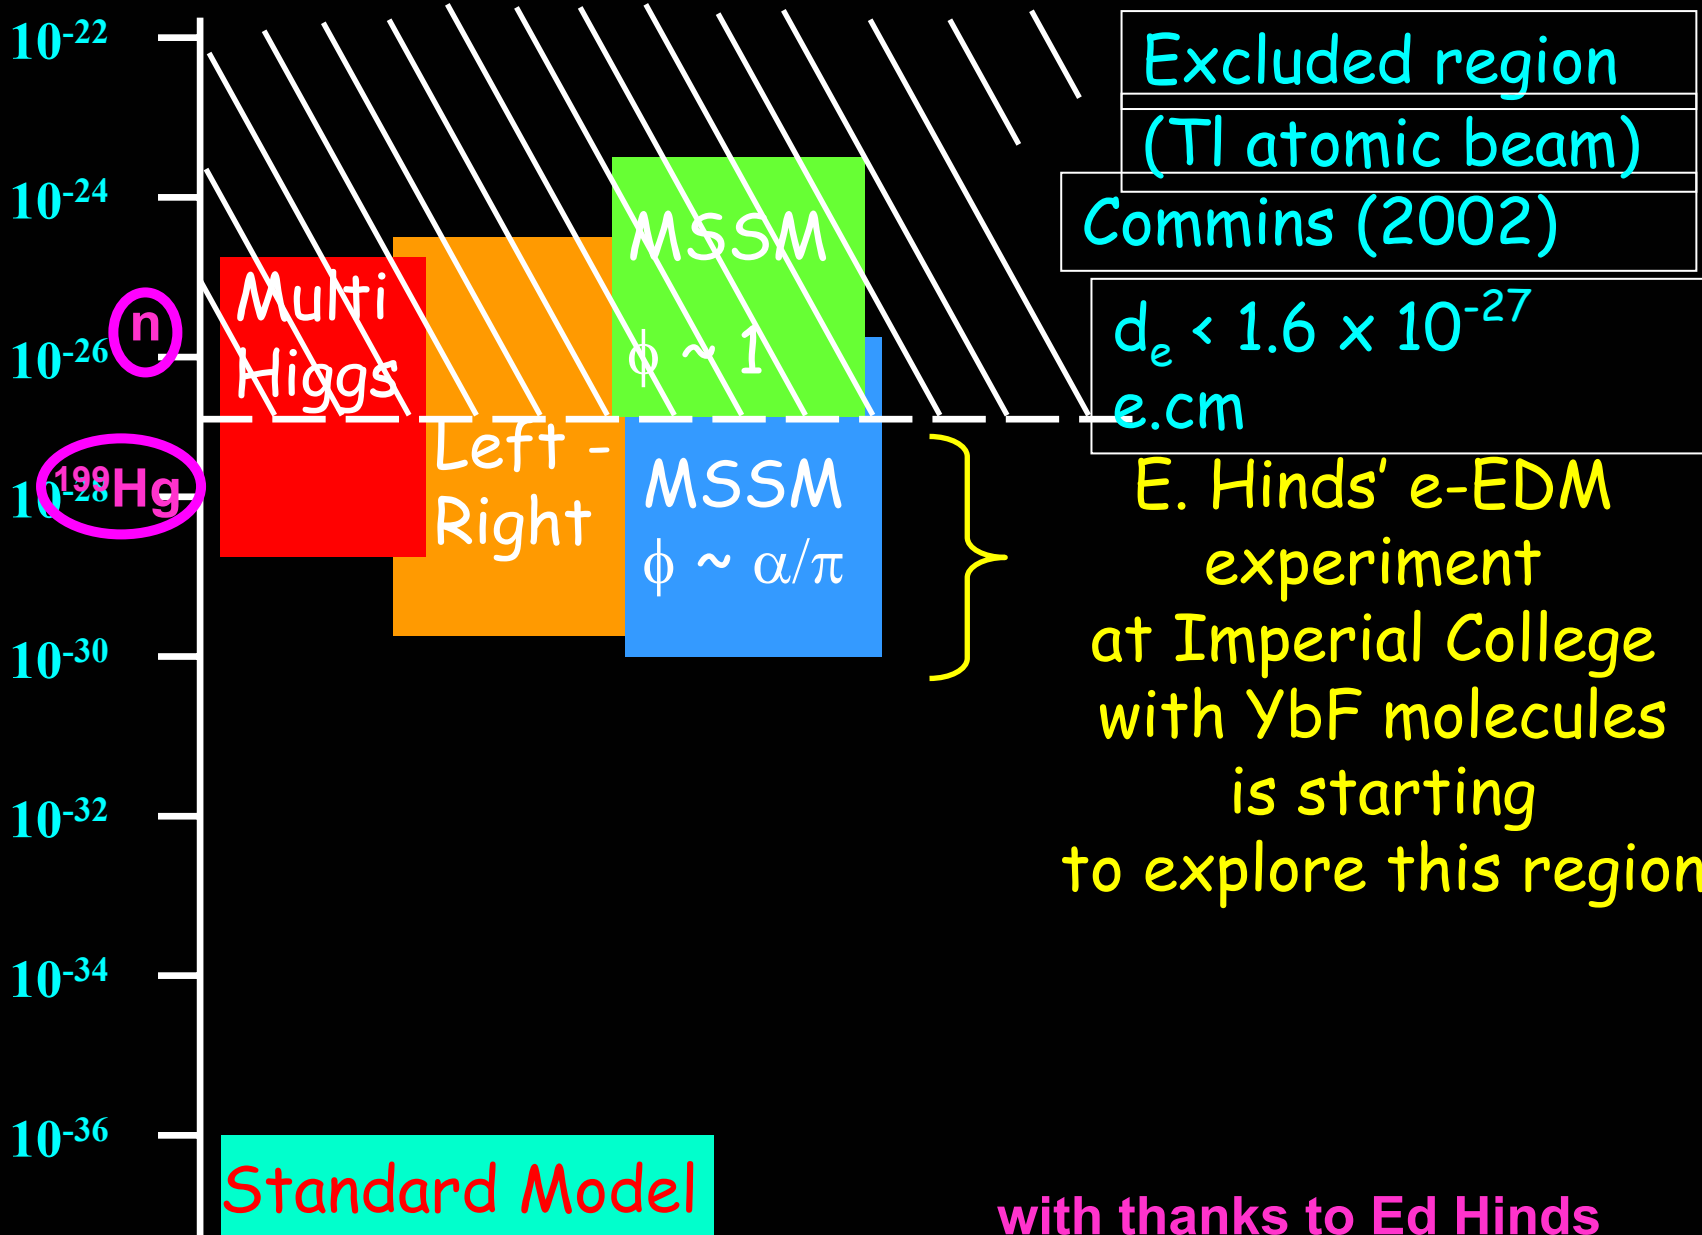 10-22
10-24
n
10-26
199Hg
10-28
10-30
10-32
10-34
10-36
Multi
Higgs
Left -
Right
MSSM
ϕ ~ 1
MSSM
ϕ ~ α/π
Standard Model
Excluded region
(Tl atomic beam)
Commins (2002)
de < 1.6 x 10-27
e.cm
E. Hinds’ e-EDM
experiment
at Imperial College
with YbF molecules
is starting
to explore this region
with thanks to Ed Hinds